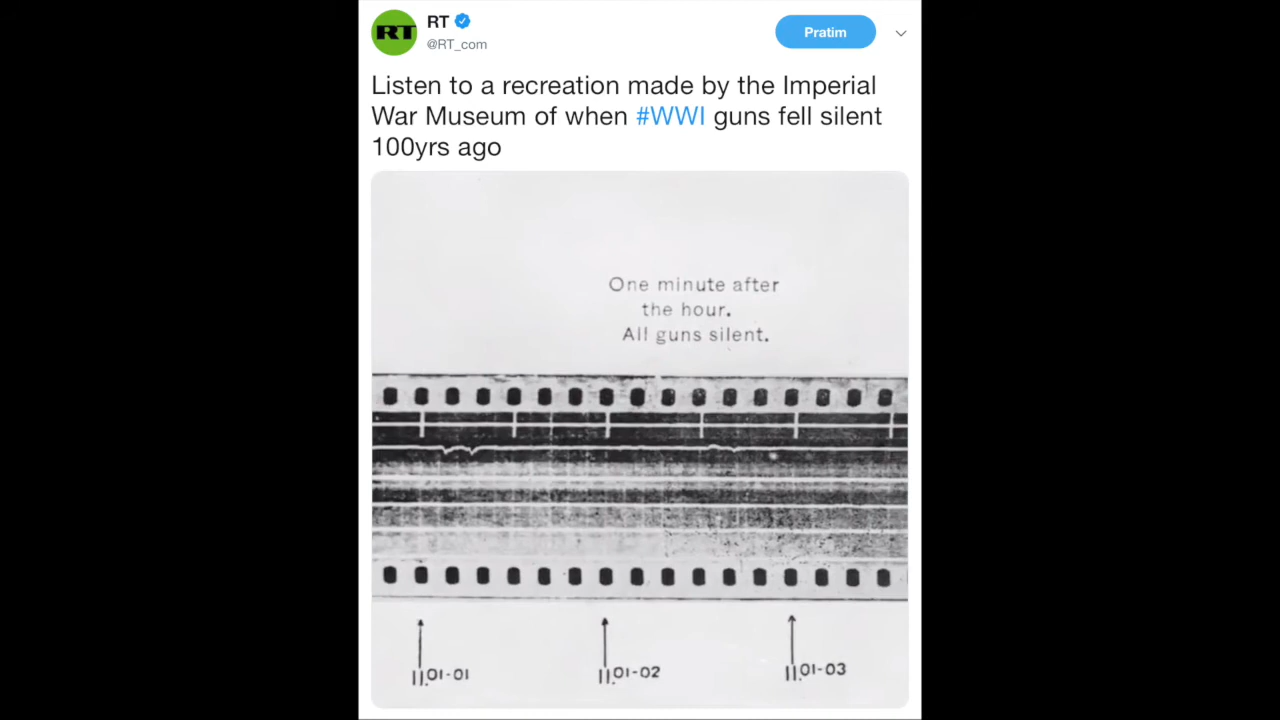 RT
RT
@RT_com
Pratim
Listen to a recreation made by the Imperial
War Museum of when #WWI guns fell silent
100yrs ago
One minute after
the hour.
All guns silent.
11.01-01
11.01-02
11.01-03